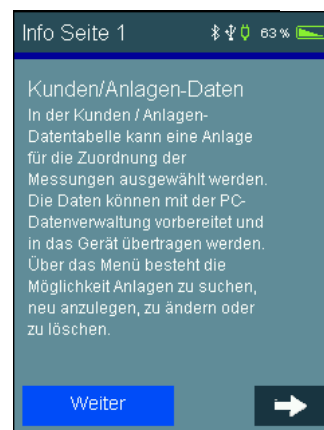 Info Seite 1 63 %
Kunden/Anlagen-Daten
In der Kunden / Anlagen-
Datentabelle kann eine Anlage
für die Zuordnung der
Messungen ausgewählt werden.
Die Daten können mit der PC-
Datenverwaltung vorbereitet und
in das Gerät übertragen werden.
Über das Menü besteht die
Möglichkeit Anlagen zu suchen,
neu anzulegen, zu ändern oder
zu löschen.
Weiter